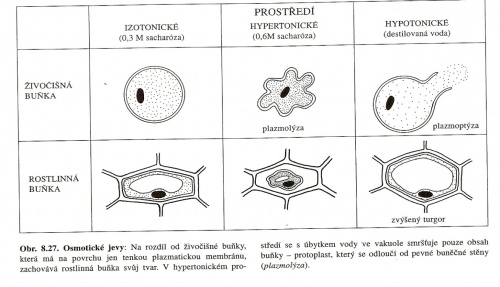 PROSTŘEDÍ
IZOTONICKÉ HYPERTONICKÉ HYPOTONICKÉ
(0,3 M sacharóza) (0,6M sacharóza) (destilovaná voda)
ŽIVOČIŠNÁ
BUŇKA
plazmolýza plazmoptýza
ROSTLINNÁ
BUŇKA
zvýšený turgor
Obr. 8.27. Osmotické jevy: Na rozdíl od živočišné buňky,
která má na povrchu jen tenkou plazmatickou membránu,
zachovává rostlinná buňka svůj tvar. V hypertonickém pro-
středí se s úbytkem vody ve vakuole smršťuje pouze obsah
buňky – protoplast, který se odloučí od pevné buněčné stěny
(plazmolýza).